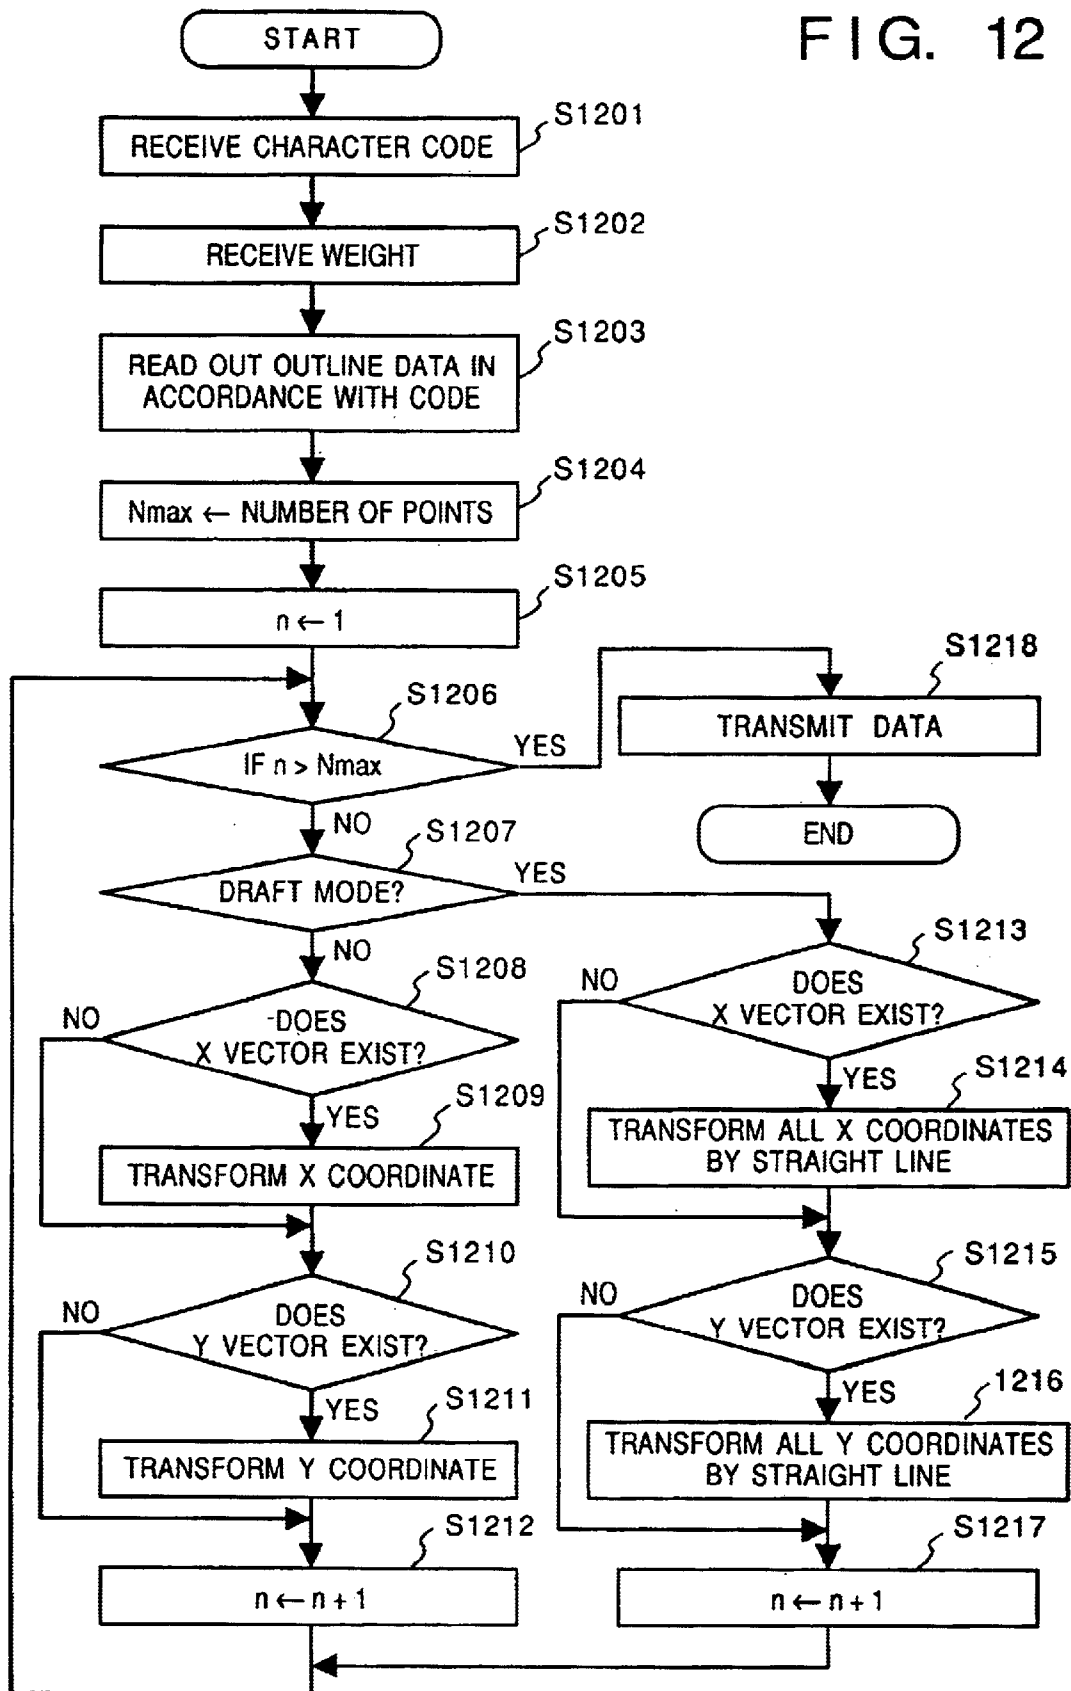 FIG. 12
START
S1201
RECEIVE CHARACTER CODE
S1202
RECEIVE WEIGHT
S1203
READ OUT OUTLINE DATA IN
ACCORDANCE WITH CODE
S1204
Nmax ← NUMBER OF POINTS
S1205
n ← 1
S1206
IF n > Nmax
YES
NO
S1218
TRANSMIT DATA
END
S1207
DRAFT MODE?
YES
NO
S1208
DOES
X VECTOR EXIST?
NO
YES
S1209
TRANSFORM X COORDINATE
S1210
DOES
Y VECTOR EXIST?
NO
YES
S1211
TRANSFORM Y COORDINATE
S1212
n ← n + 1
S1213
DOES
X VECTOR EXIST?
NO
YES
S1214
TRANSFORM ALL X COORDINATES
BY STRAIGHT LINE
S1215
DOES
Y VECTOR EXIST?
NO
YES
1216
TRANSFORM ALL Y COORDINATES
BY STRAIGHT LINE
S1217
n ← n + 1